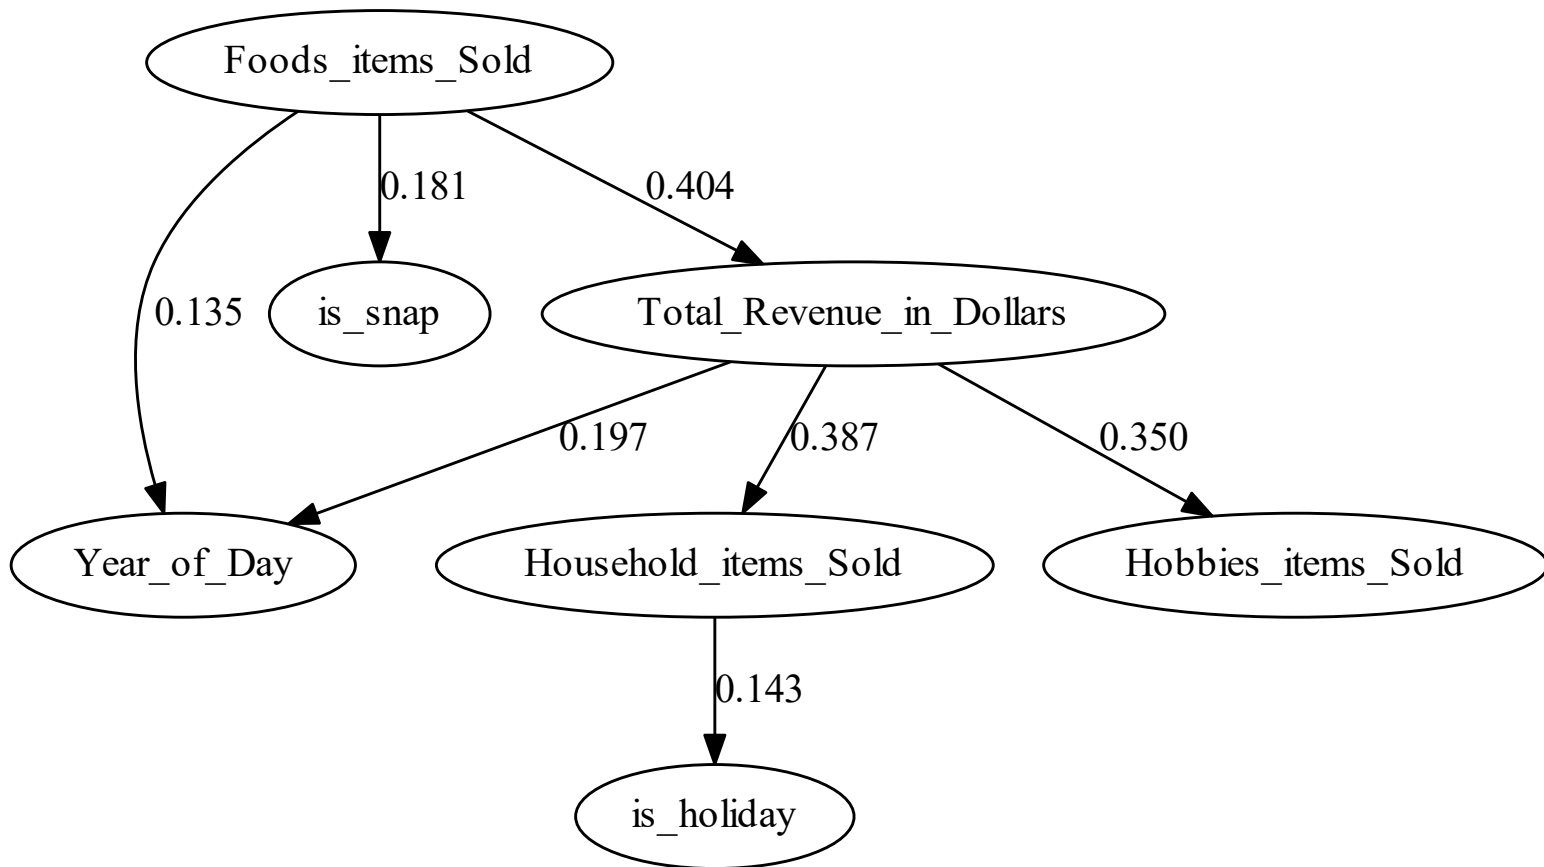 Foods_items_Sold
0.181
0.404
0.135
is_snap
Total_Revenue_in_Dollars
0.197
0.387
0.350
Year_of_Day
Household_items_Sold
Hobbies_items_Sold
0.143
is_holiday